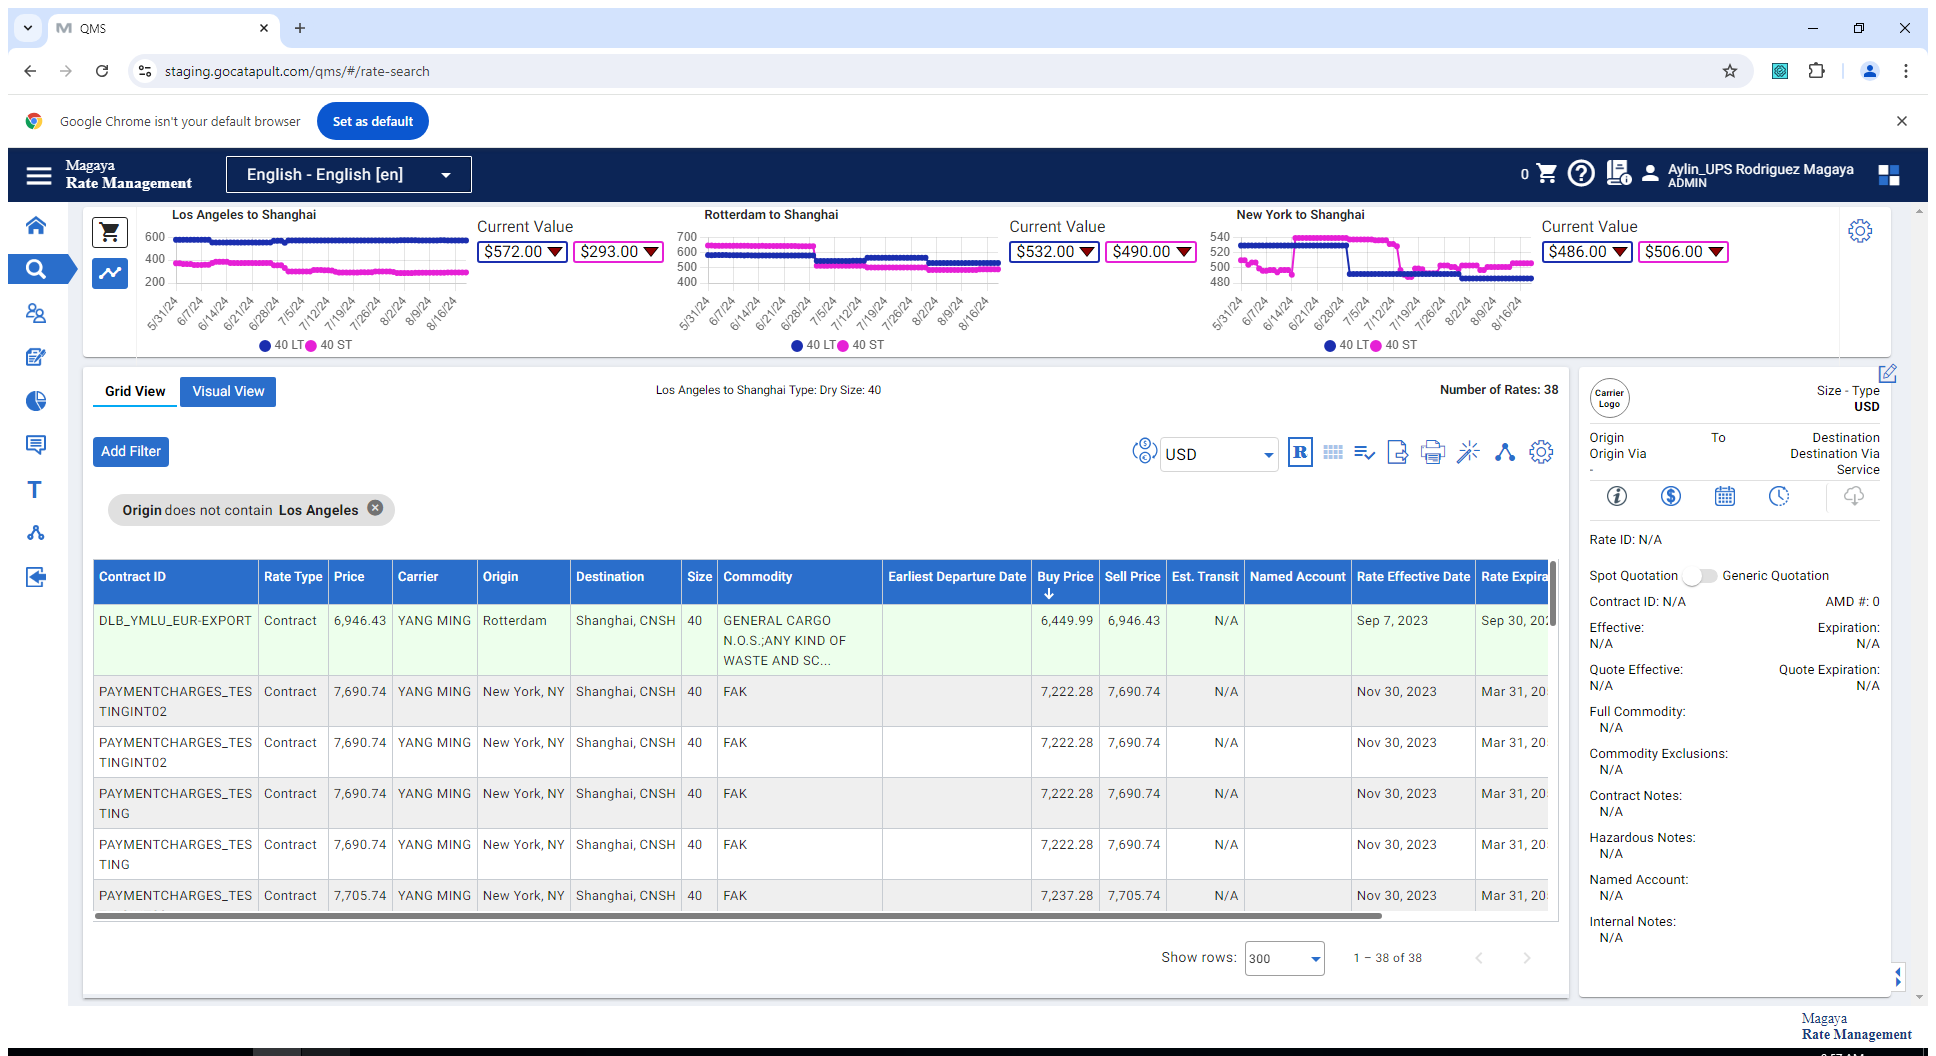 QMS
staging.gocatapult.com/qms/#/rate-search
Google Chrome isn't your default browser
Set as default
Magaya
Rate Management
English - English [en]
0
Aylin_UPS Rodriguez Magaya
ADMIN
Los Angeles to Shanghai
600
400
200
5/31/24 6/7/24 6/14/24 6/21/24 6/28/24 7/5/24 7/12/24 7/19/24 7/26/24 8/2/24 8/9/24 8/16/24
40 LT 40 ST
Current Value
$572.00 $293.00
Rotterdam to Shanghai
700
600
500
400
5/31/24 6/7/24 6/14/24 6/21/24 6/28/24 7/5/24 7/12/24 7/19/24 7/26/24 8/2/24 8/9/24 8/16/24
40 LT 40 ST
Current Value
$532.00 $490.00
New York to Shanghai
540
520
500
480
5/31/24 6/7/24 6/14/24 6/21/24 6/28/24 7/5/24 7/12/24 7/19/24 7/26/24 8/2/24 8/9/24 8/16/24
40 LT 40 ST
Current Value
$486.00 $506.00
Grid View Visual View
Los Angeles to Shanghai Type: Dry Size: 40
Number of Rates: 38
Add Filter
USD
R
Origin does not contain Los Angeles
Contract ID Rate Type Price Carrier Origin Destination Size Commodity Earliest Departure Date Buy Price Sell Price Est. Transit Named Account Rate Effective Date Rate Expira
DLB_YMLU_EUR-EXPORT Contract 6,946.43 YANG MING Rotterdam Shanghai, CNSH 40 GENERAL CARGO 6,449.99 6,946.43 N/A Sep 7, 2023 Sep 30, 202
N.O.S.;ANY KIND OF
WASTE AND SC...
PAYMENTCHARGES_TES Contract 7,690.74 YANG MING New York, NY Shanghai, CNSH 40 FAK 7,222.28 7,690.74 N/A Nov 30, 2023 Mar 31, 20
TINGINT02
PAYMENTCHARGES_TES Contract 7,690.74 YANG MING New York, NY Shanghai, CNSH 40 FAK 7,222.28 7,690.74 N/A Nov 30, 2023 Mar 31, 20
TINGINT02
PAYMENTCHARGES_TES Contract 7,690.74 YANG MING New York, NY Shanghai, CNSH 40 FAK 7,222.28 7,690.74 N/A Nov 30, 2023 Mar 31, 20
TING
PAYMENTCHARGES_TES Contract 7,690.74 YANG MING New York, NY Shanghai, CNSH 40 FAK 7,222.28 7,690.74 N/A Nov 30, 2023 Mar 31, 20
TING
PAYMENTCHARGES_TES Contract 7,705.74 YANG MING New York, NY Shanghai, CNSH 40 FAK 7,237.28 7,705.74 N/A Nov 30, 2023 Mar 31, 20
Show rows: 300 1 – 38 of 38
Carrier
Logo
Size - Type
USD
Origin To Destination
Origin Via Destination Via
- Service
Rate ID: N/A
Spot Quotation Generic Quotation
Contract ID: N/A AMD #: 0
Effective: Expiration:
N/A N/A
Quote Effective: Quote Expiration:
N/A N/A
Full Commodity:
N/A
Commodity Exclusions:
N/A
Contract Notes:
N/A
Hazardous Notes:
N/A
Named Account:
N/A
Internal Notes:
N/A
Magaya
Rate Management